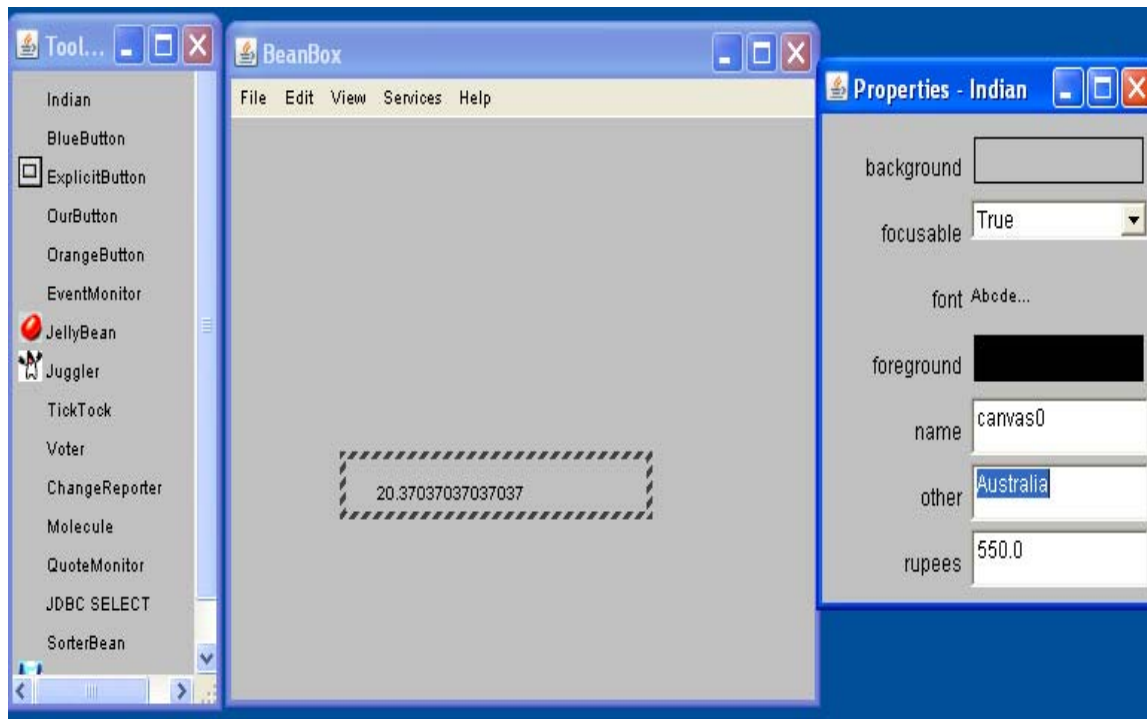 Tool...
Indian
BlueButton
ExplicitButton
OurButton
OrangeButton
EventMonitor
JellyBean
Juggler
TickTock
Voter
ChangeReporter
Molecule
QuoteMonitor
JDBC SELECT
SorterBean
BeanBox
File Edit View Services Help
20.37037037037037
Properties - Indian
background
focusable True
font Abcde...
foreground
name canvas0
other Australia
rupees 550.0